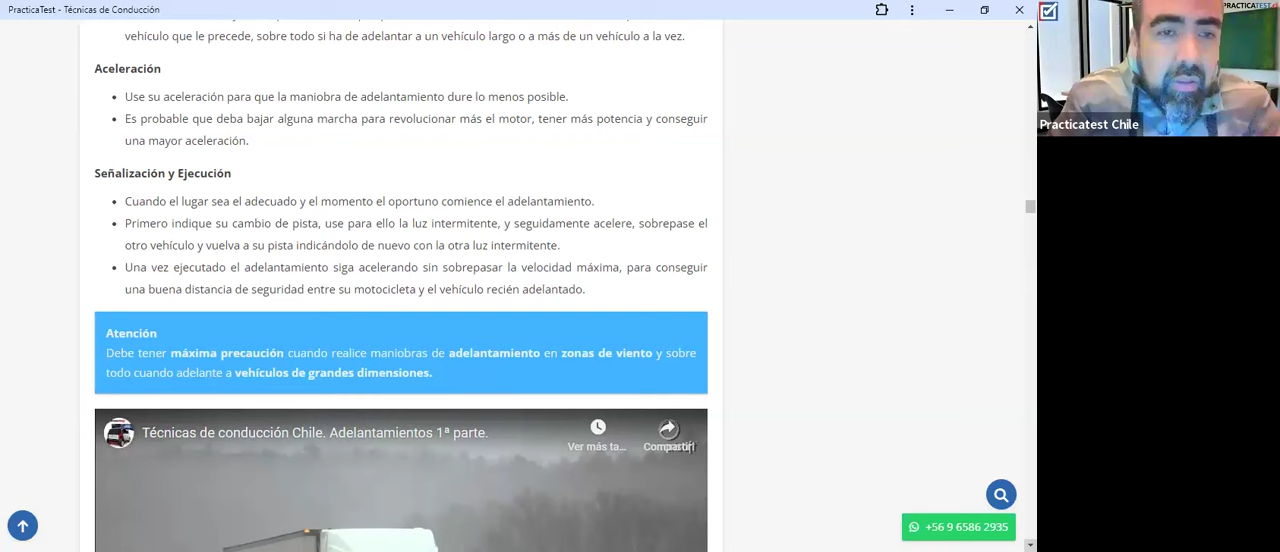 PracticaTest - Técnicas de Conducción
vehículo que le precede, sobre todo si ha de adelantar a un vehículo largo o a más de un vehículo a la vez.
Aceleración
• Use su aceleración para que la maniobra de adelantamiento dure lo menos posible.
• Es probable que deba bajar alguna marcha para revolucionar más el motor, tener más potencia y conseguir
una mayor aceleración.
Señalización y Ejecución
• Cuando el lugar sea el adecuado y el momento el oportuno comience el adelantamiento.
• Primero indique su cambio de pista, use para ello la luz intermitente, y seguidamente acelere, sobrepase el
otro vehículo y vuelva a su pista indicándolo de nuevo con la otra luz intermitente.
• Una vez ejecutado el adelantamiento siga acelerando sin sobrepasar la velocidad máxima, para conseguir
una buena distancia de seguridad entre su motocicleta y el vehículo recién adelantado.
Atención
Debe tener máxima precaución cuando realice maniobras de adelantamiento en zonas de viento y sobre
todo cuando adelante a vehículos de grandes dimensiones.
Técnicas de conducción Chile. Adelantamientos 1ª parte.
Ver más ta...
Compartir
+56 9 6586 2935
PRACTICATEST
Practicatest Chile